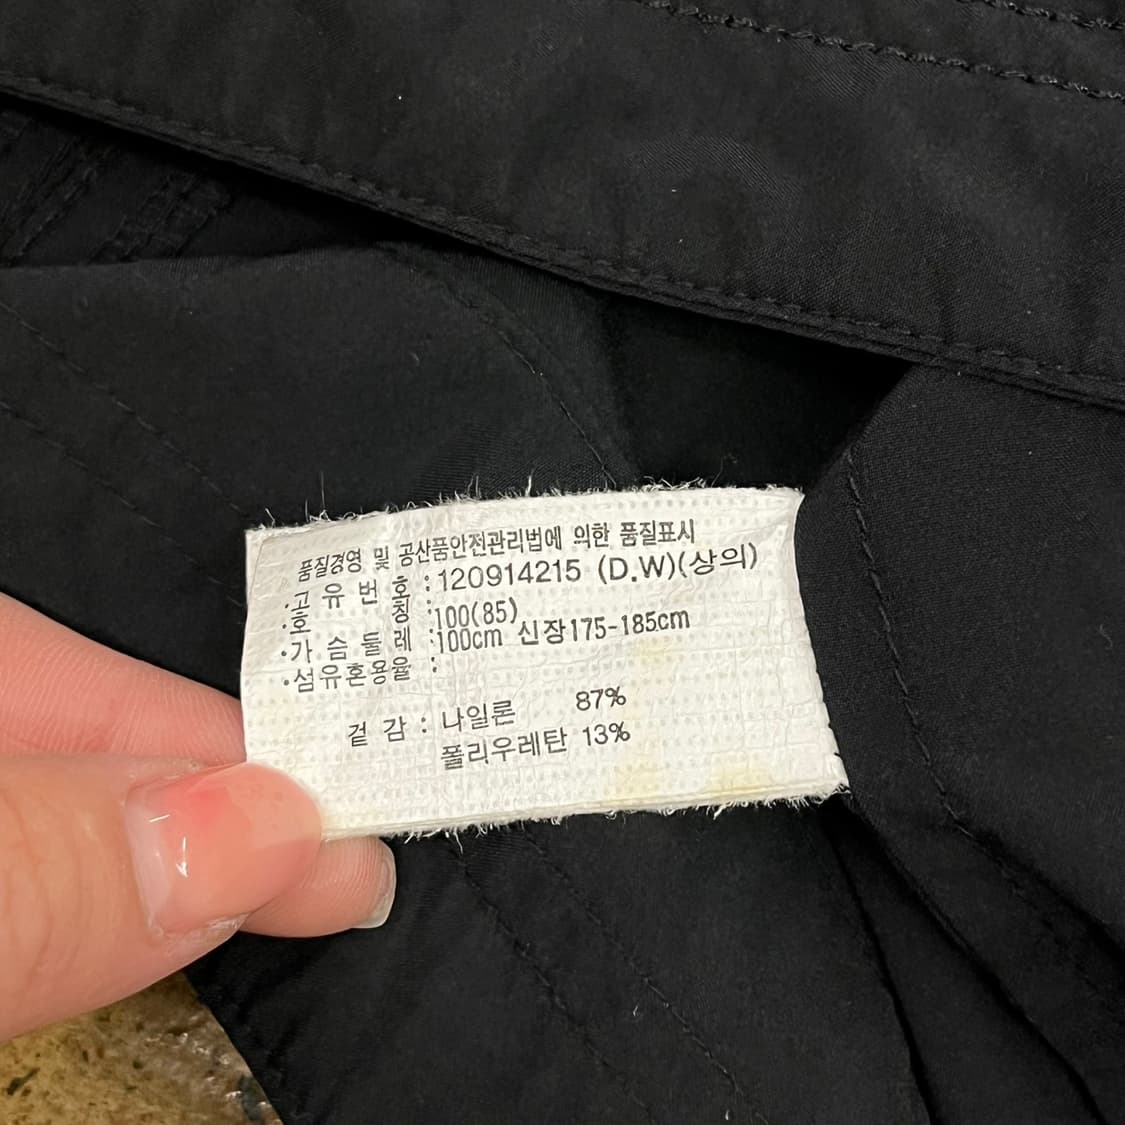 품질경영 및 공산품안전관리법에 의한 품질표시
·고유번호 : 120914215 (D.W)(상의)
·호칭 : 100(85)
·가슴둘레 : 100cm 신장175-185cm
·섬유혼용율 :
겉감 : 나일론 87%
폴리우레탄 13%